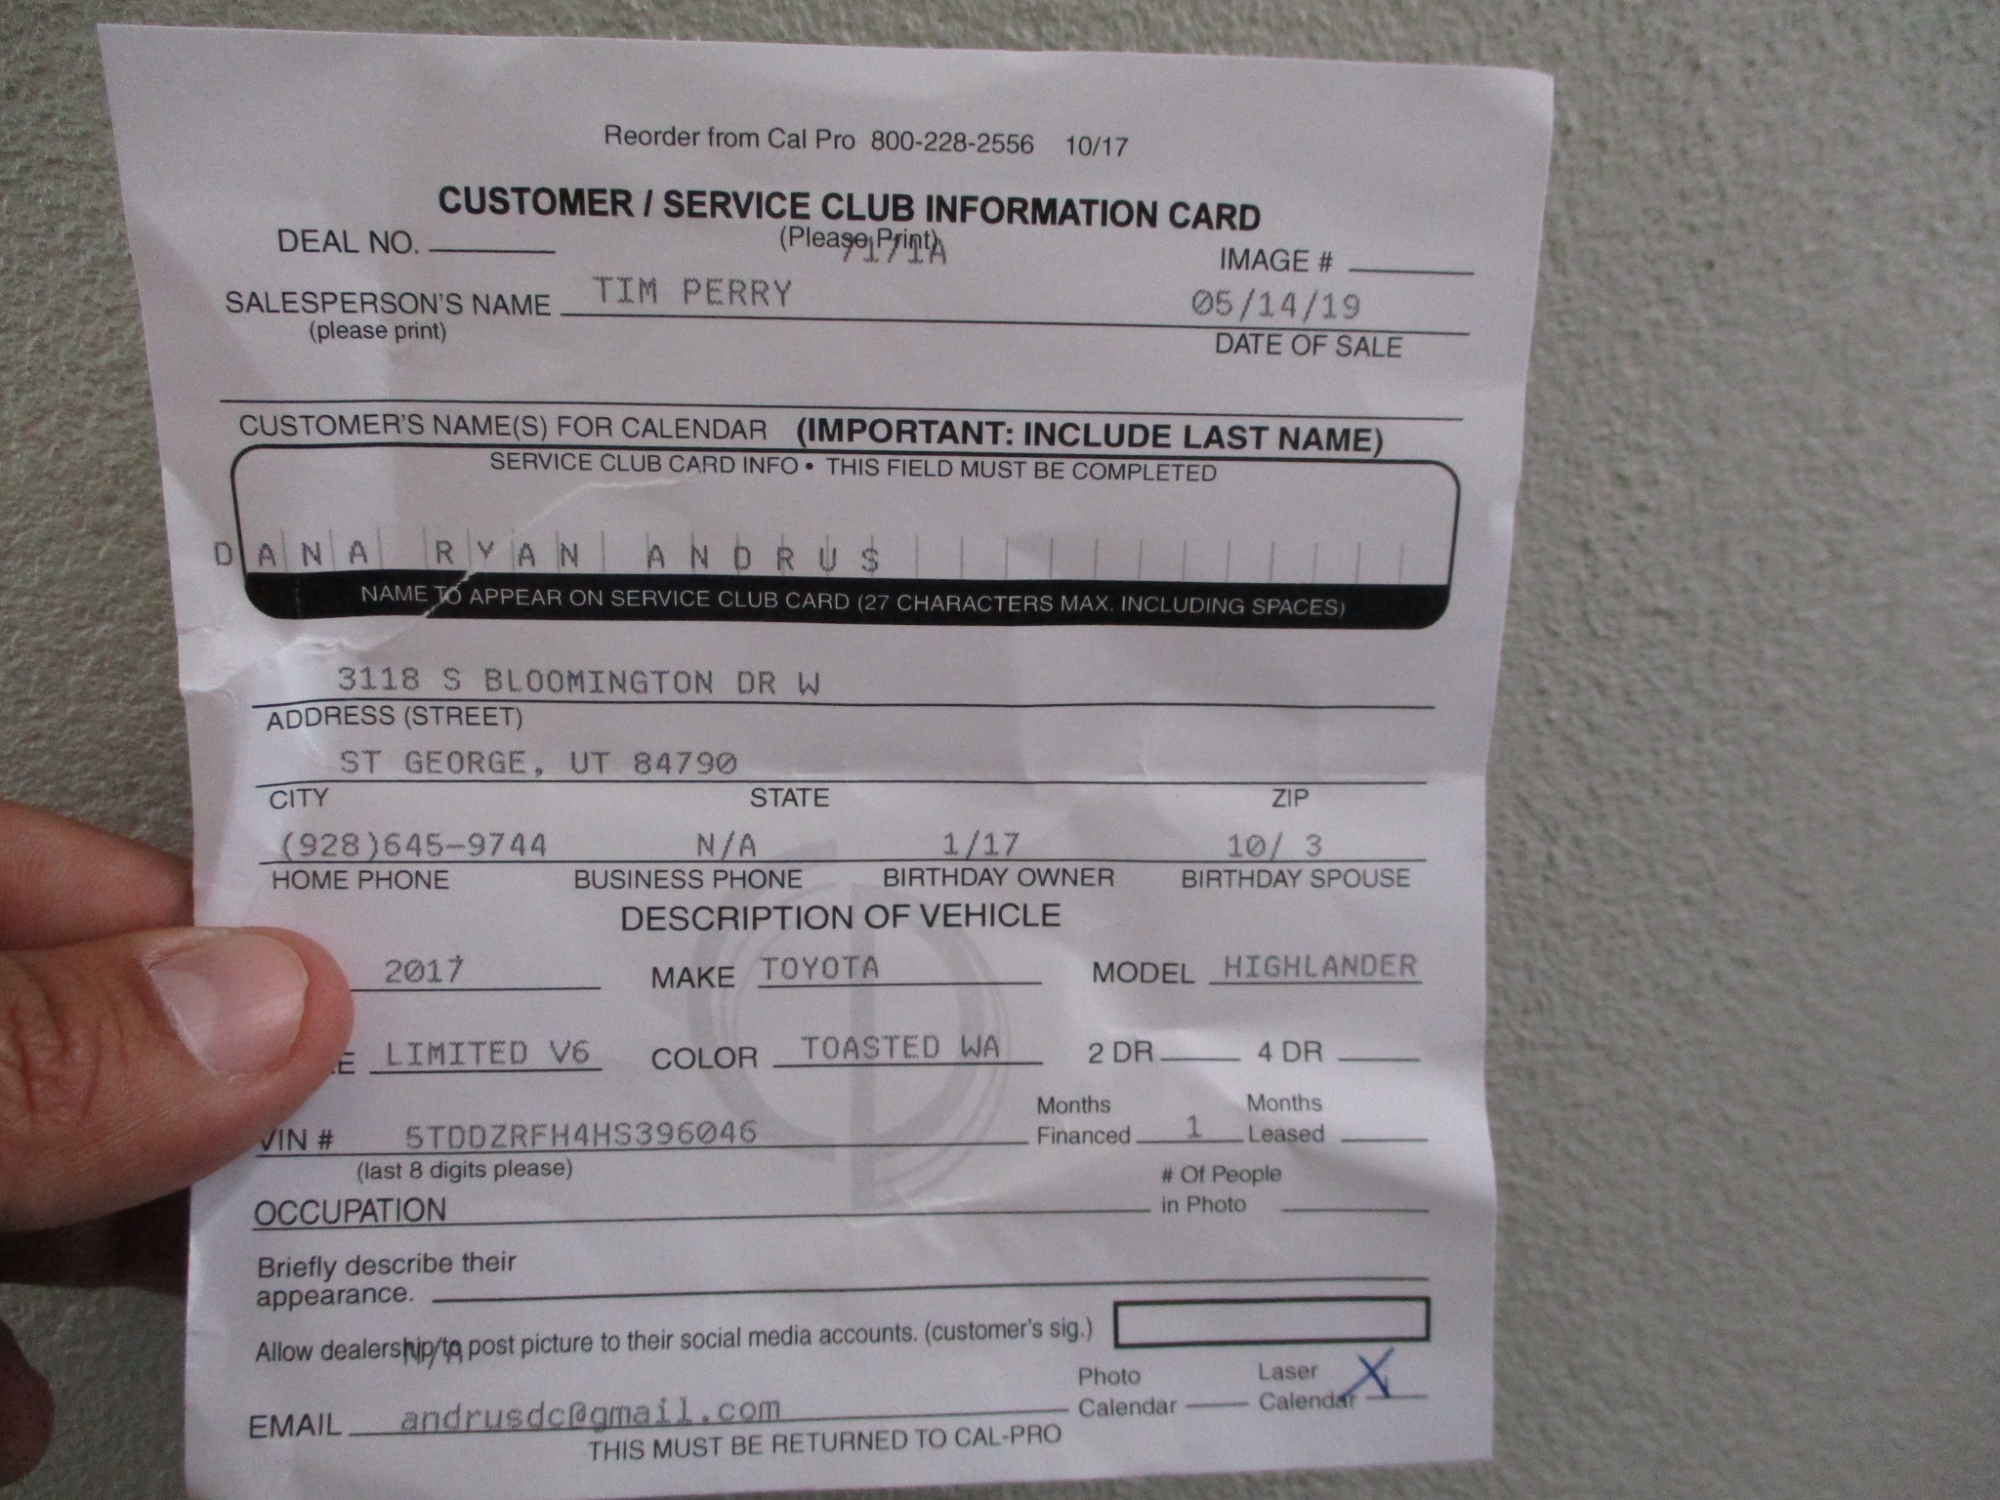 Reorder from Cal Pro 800-228-2556 10/17
CUSTOMER / SERVICE CLUB INFORMATION CARD
(Please Print)
DEAL NO. IMAGE #
SALESPERSON'S NAME TIM PERRY 05/14/19
(please print) DATE OF SALE
CUSTOMER'S NAME(S) FOR CALENDAR (IMPORTANT: INCLUDE LAST NAME)
SERVICE CLUB CARD INFO • THIS FIELD MUST BE COMPLETED
DANA RYAN ANDRUS
NAME TO APPEAR ON SERVICE CLUB CARD (27 CHARACTERS MAX. INCLUDING SPACES)
3118 S BLOOMINGTON DR W
ADDRESS (STREET)
ST GEORGE, UT 84790
CITY STATE ZIP
(928)645-9744 N/A 1/17 10/ 3
HOME PHONE BUSINESS PHONE BIRTHDAY OWNER BIRTHDAY SPOUSE
DESCRIPTION OF VEHICLE
2017 MAKE TOYOTA MODEL HIGHLANDER
LIMITED V6 COLOR TOASTED WA 2 DR 4 DR
Months Months
VIN # 5TDDZRFH4HS396046 Financed 1 Leased
(last 8 digits please) # Of People
OCCUPATION in Photo
Briefly describe their
appearance.
Allow dealership to post picture to their social media accounts. (customer's sig.)
Photo Laser X
EMAIL andrusdc@gmail.com Calendar Calendar
THIS MUST BE RETURNED TO CAL-PRO